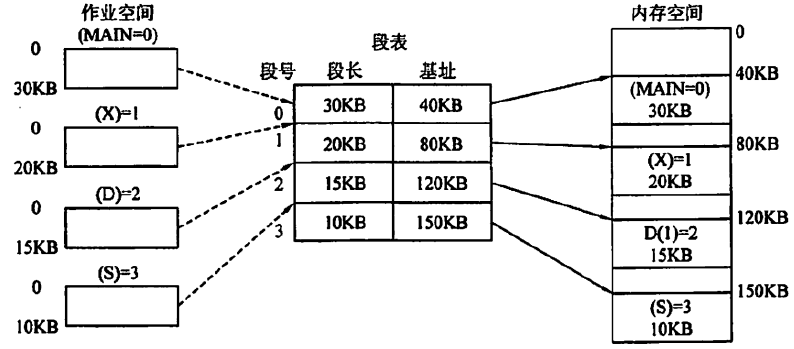 作业空间
(MAIN=0)
0
30KB
(X)=1
0
20KB
(D)=2
0
15KB
(S)=3
0
10KB
段表
段号 段长 基址
0 30KB 40KB
1 20KB 80KB
2 15KB 120KB
3 10KB 150KB
内存空间
0
40KB
(MAIN=0)
30KB
80KB
(X)=1
20KB
120KB
D(1)=2
15KB
150KB
(S)=3
10KB